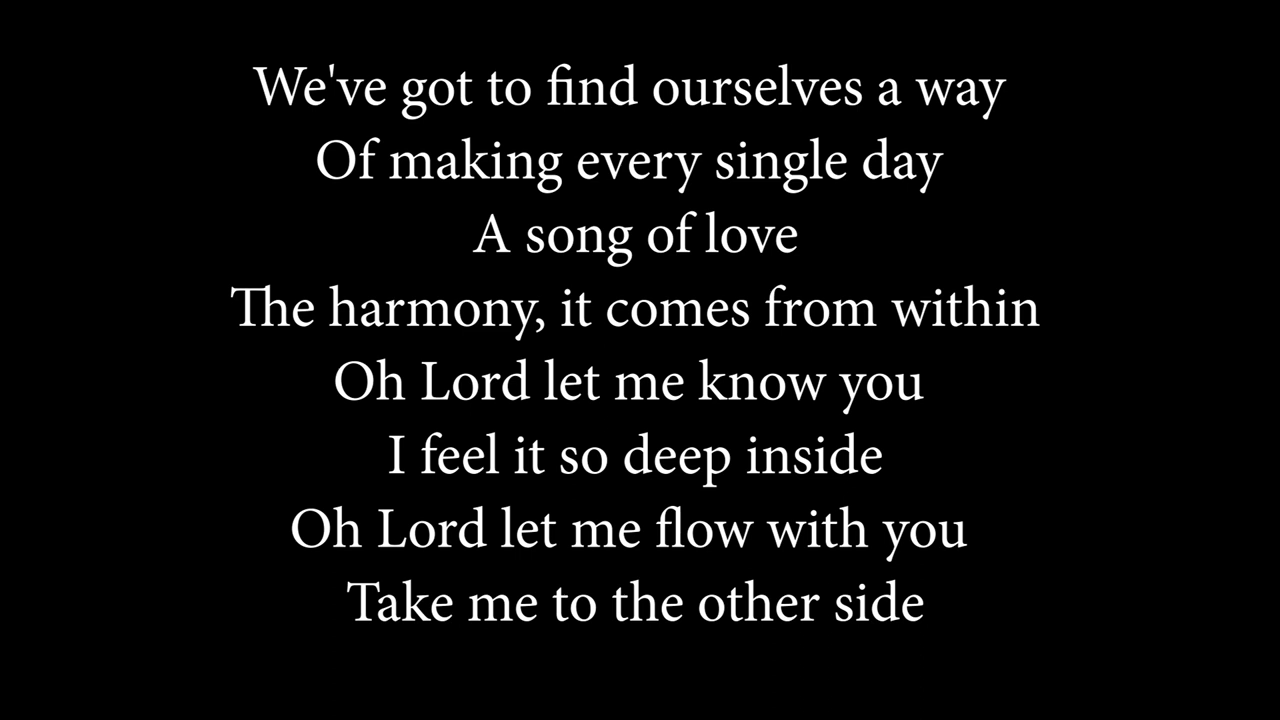 We've got to find ourselves a way
Of making every single day
A song of love
The harmony, it comes from within
Oh Lord let me know you
I feel it so deep inside
Oh Lord let me flow with you
Take me to the other side